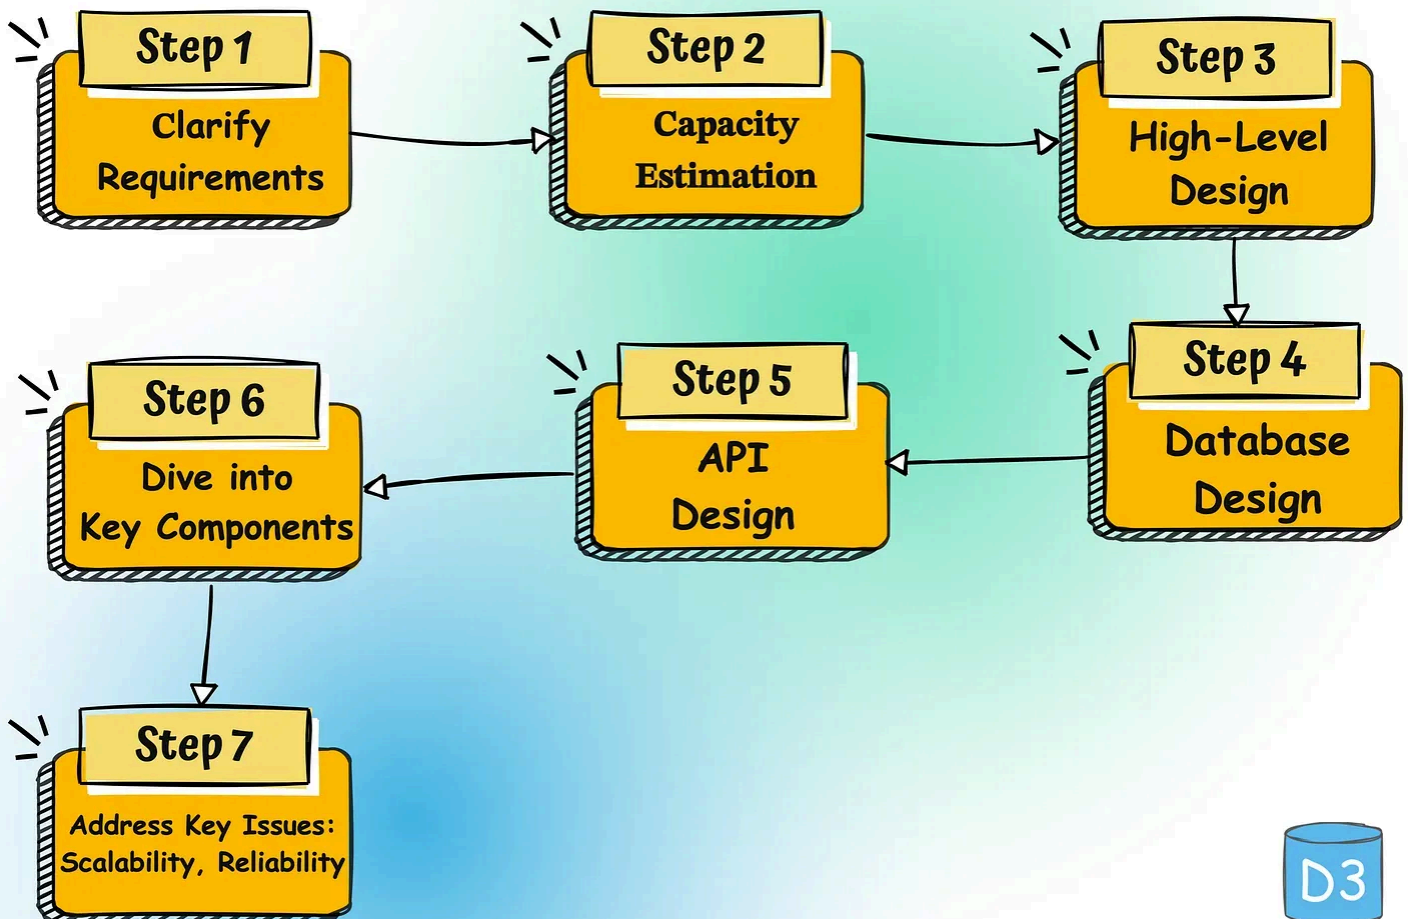 Step 1
Clarify
Requirements
Step 2
Capacity
Estimation
Step 3
High-Level
Design
Step 4
Database
Design
Step 5
API
Design
Step 6
Dive into
Key Components
Step 7
Address Key Issues:
Scalability, Reliability
D3